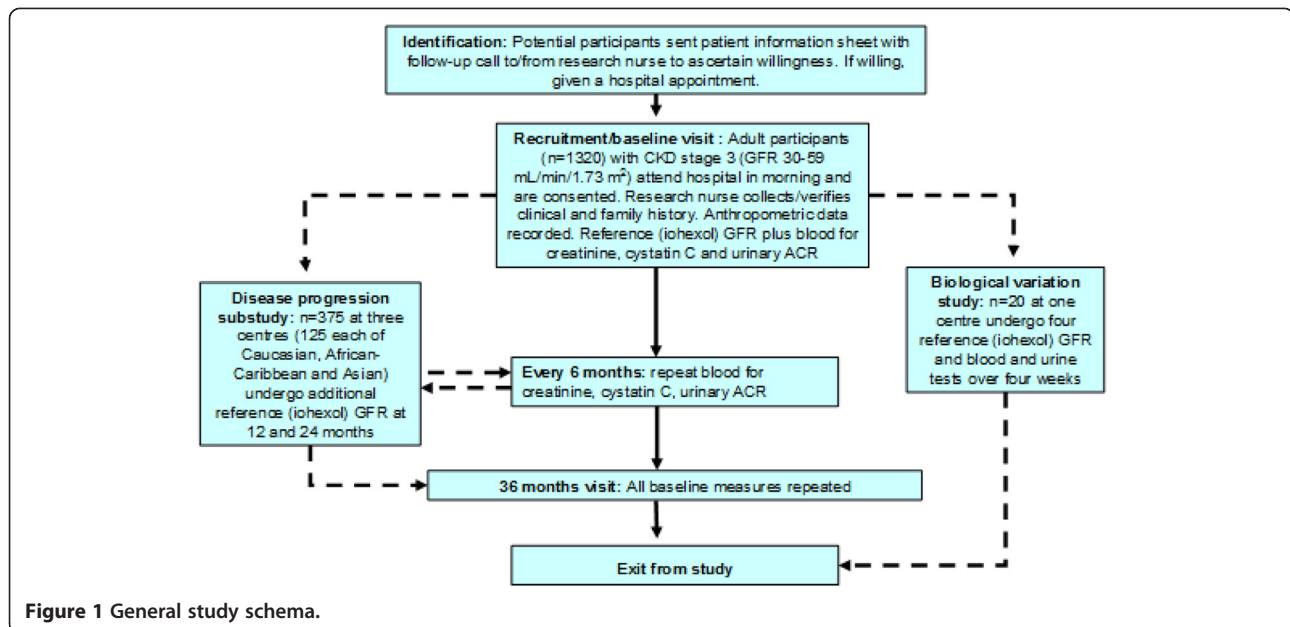 Identification: Potential participants sent patient information sheet with
follow-up call to/from research nurse to ascertain willingness. If willing,
given a hospital appointment.
Recruitment/baseline visit : Adult participants
(n=1320) with CKD stage 3 (GFR 30-59
mL/min/1.73 m²) attend hospital in morning and
are consented. Research nurse collects/verifies
clinical and family history. Anthropometric data
recorded. Reference (iohexol) GFR plus blood for
creatinine, cystatin C and urinary ACR
Disease progression
substudy: n=375 at three
centres (125 each of
Caucasian, African-
Caribbean and Asian)
undergo additional
reference (iohexol) GFR at
12 and 24 months
Biological variation
study: n=20 at one
centre undergo four
reference (iohexol) GFR
and blood and urine
tests over four weeks
Every 6 months: repeat blood for
creatinine, cystatin C, urinary ACR
36 months visit: All baseline measures repeated
Exit from study
Figure 1 General study schema.